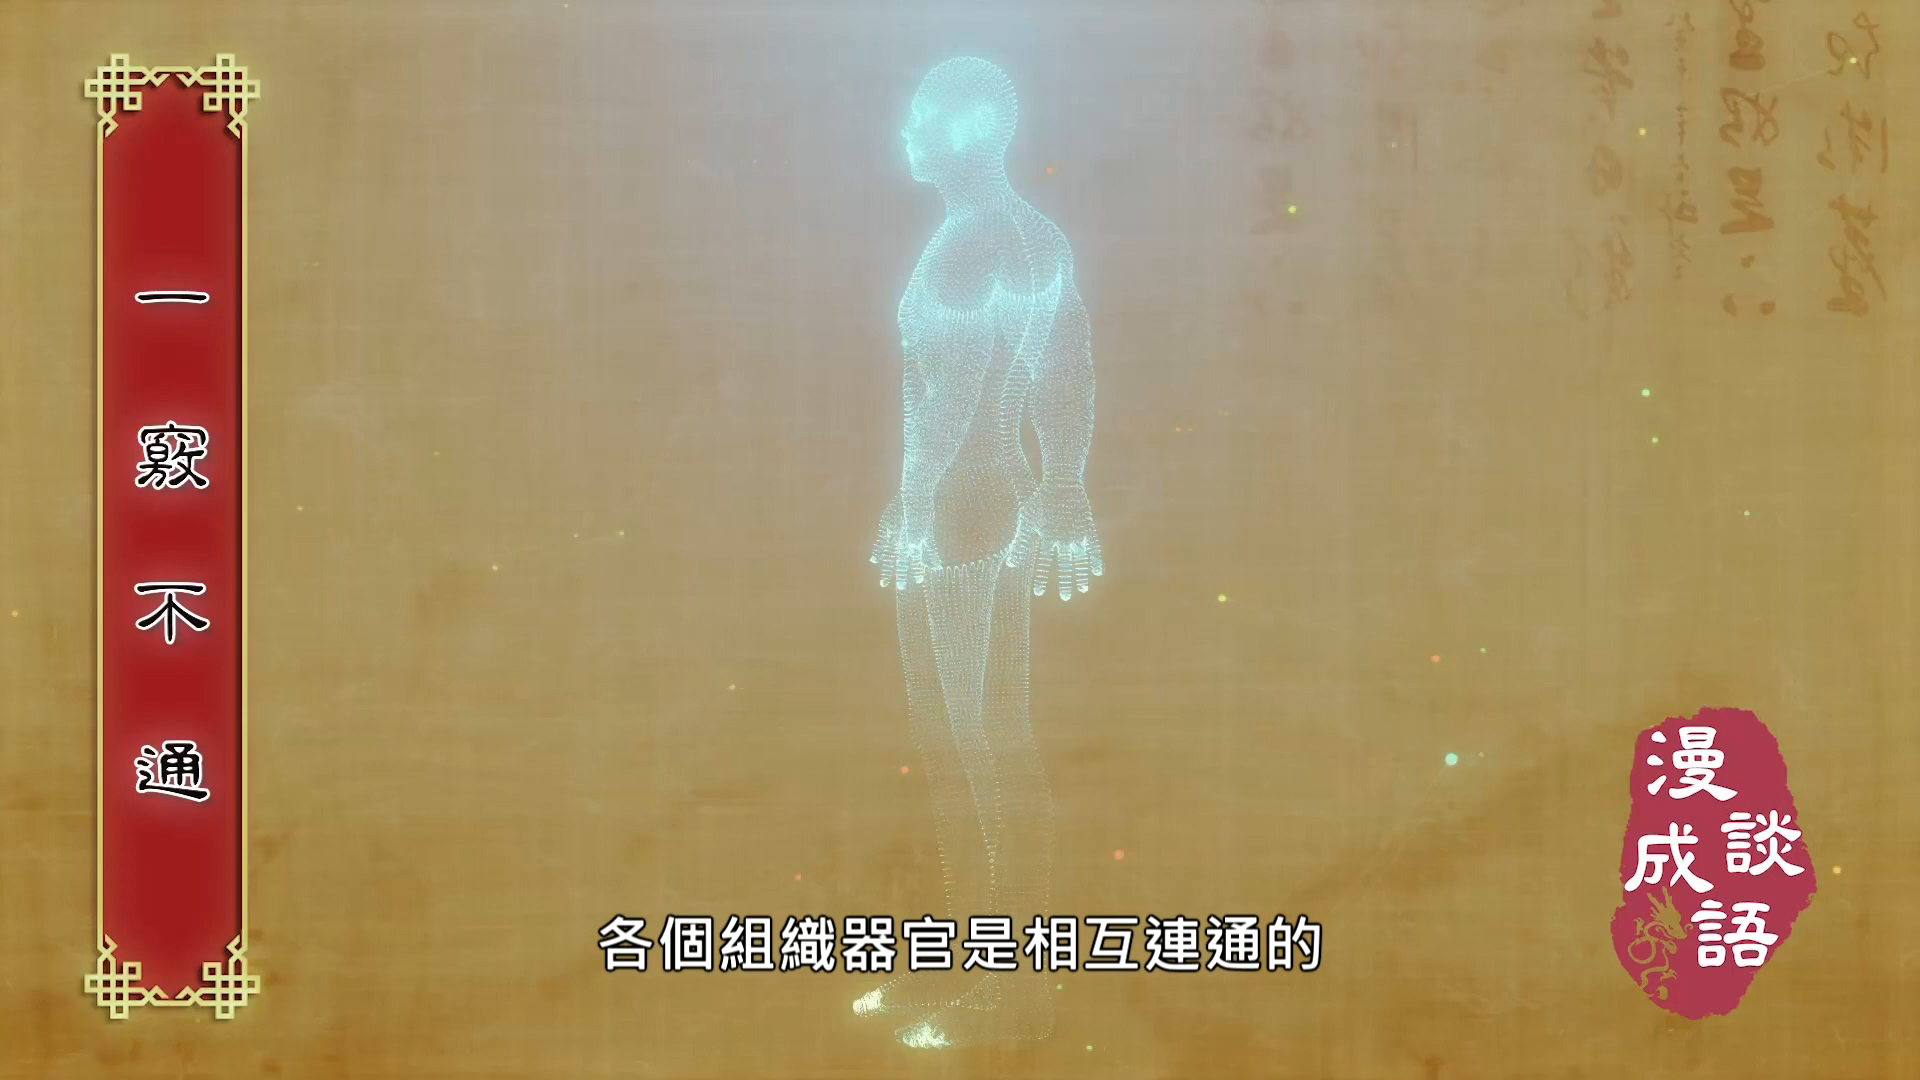 一竅不通
各個組織器官是相互連通的
漫談
成語